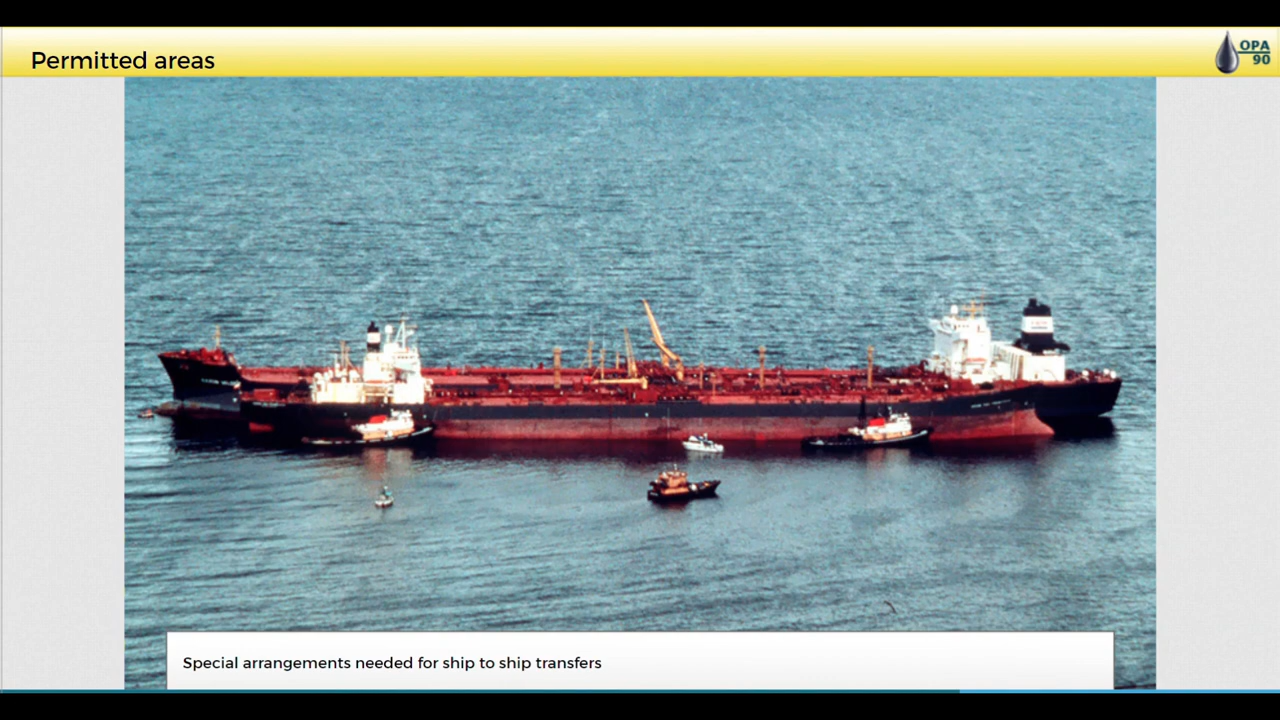 Permitted areas
OPA
90
Special arrangements needed for ship to ship transfers